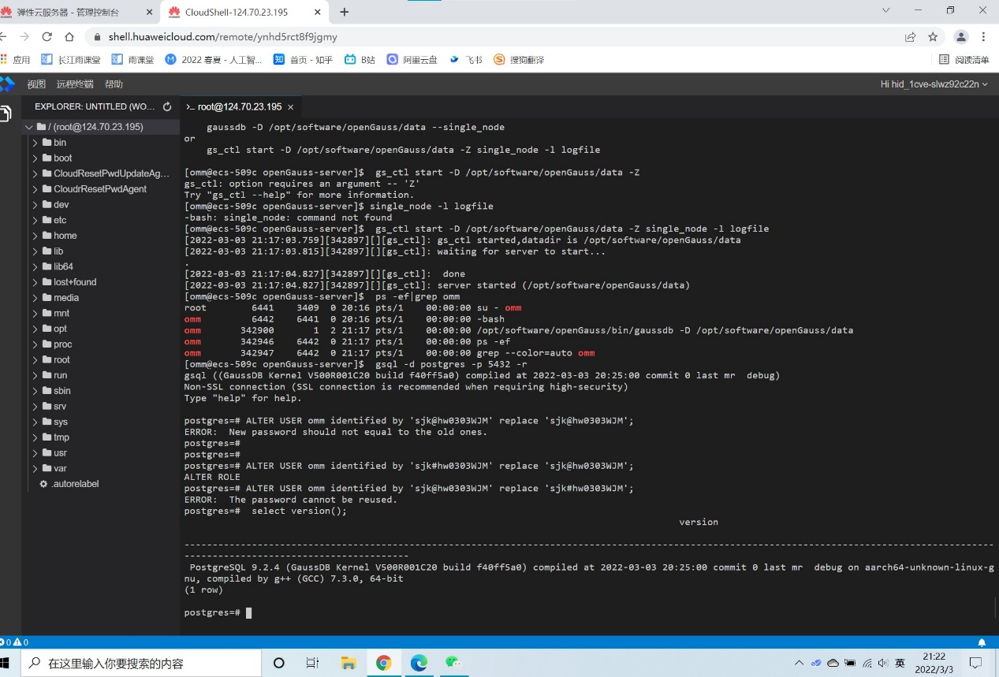 弹性云服务器 - 管理控制台
CloudShell-124.70.23.195
shell.huaweicloud.com/remote/ynhd5rct8f9jgmy
应用
长江雨课堂
雨课堂
2022 春夏 - 人工智...
首页 - 知乎
B站
阿里云盘
飞书
搜狗翻译
阅读清单
视图 远程终端 帮助
Hi hid_1cve-slwz92c22n
EXPLORER: UNTITLED (WO...
>_ root@124.70.23.195
/ (root@124.70.23.195)
bin
boot
CloudResetPwdUpdateAg...
CloudrResetPwdAgent
dev
etc
home
lib
lib64
lost+found
media
mnt
opt
proc
root
run
sbin
srv
sys
tmp
usr
var
.autorelabel
gaussdb -D /opt/software/openGauss/data --single_node
or
gs_ctl start -D /opt/software/openGauss/data -Z single_node -l logfile
[omm@ecs-509c openGauss-server]$  gs_ctl start -D /opt/software/openGauss/data -Z
gs_ctl: option requires an argument -- 'Z'
Try "gs_ctl --help" for more information.
[omm@ecs-509c openGauss-server]$ single_node -l logfile
-bash: single_node: command not found
[omm@ecs-509c openGauss-server]$  gs_ctl start -D /opt/software/openGauss/data -Z single_node -l logfile
[2022-03-03 21:17:03.759][342897][][gs_ctl]: gs_ctl started,datadir is /opt/software/openGauss/data
[2022-03-03 21:17:03.815][342897][][gs_ctl]: waiting for server to start...
.
[2022-03-03 21:17:04.827][342897][][gs_ctl]:  done
[2022-03-03 21:17:04.827][342897][][gs_ctl]: server started (/opt/software/openGauss/data)
[omm@ecs-509c openGauss-server]$  ps -ef|grep omm
root        6441    3409  0 20:16 pts/1    00:00:00 su - omm
omm         6442    6441  0 20:16 pts/1    00:00:00 -bash
omm       342900       1  2 21:17 pts/1    00:00:00 /opt/software/openGauss/bin/gaussdb -D /opt/software/openGauss/data
omm       342946    6442  0 21:17 pts/1    00:00:00 ps -ef
omm       342947    6442  0 21:17 pts/1    00:00:00 grep --color=auto omm
[omm@ecs-509c openGauss-server]$  gsql -d postgres -p 5432 -r
gsql ((GaussDB Kernel V500R001C20 build f40ff5a0) compiled at 2022-03-03 20:25:00 commit 0 last mr  debug)
Non-SSL connection (SSL connection is recommended when requiring high-security)
Type "help" for help.
postgres=# ALTER USER omm identified by 'sjk@hw0303WJM' replace 'sjk@hw0303WJM';
ERROR:  New password should not equal to the old ones.
postgres=#
postgres=#
postgres=# ALTER USER omm identified by 'sjk#hw0303WJM' replace 'sjk@hw0303WJM';
ALTER ROLE
postgres=# ALTER USER omm identified by 'sjk@hw0303WJM' replace 'sjk#hw0303WJM';
ERROR:  The password cannot be reused.
postgres=#  select version();
version
------------------------------------------------------------------------------------------------------------------------------------------------
----------------------------------------
PostgreSQL 9.2.4 (GaussDB Kernel V500R001C20 build f40ff5a0) compiled at 2022-03-03 20:25:00 commit 0 last mr  debug on aarch64-unknown-linux-g
nu, compiled by g++ (GCC) 7.3.0, 64-bit
(1 row)
postgres=#
0 0
在这里输入你要搜索的内容
英
21:22
2022/3/3